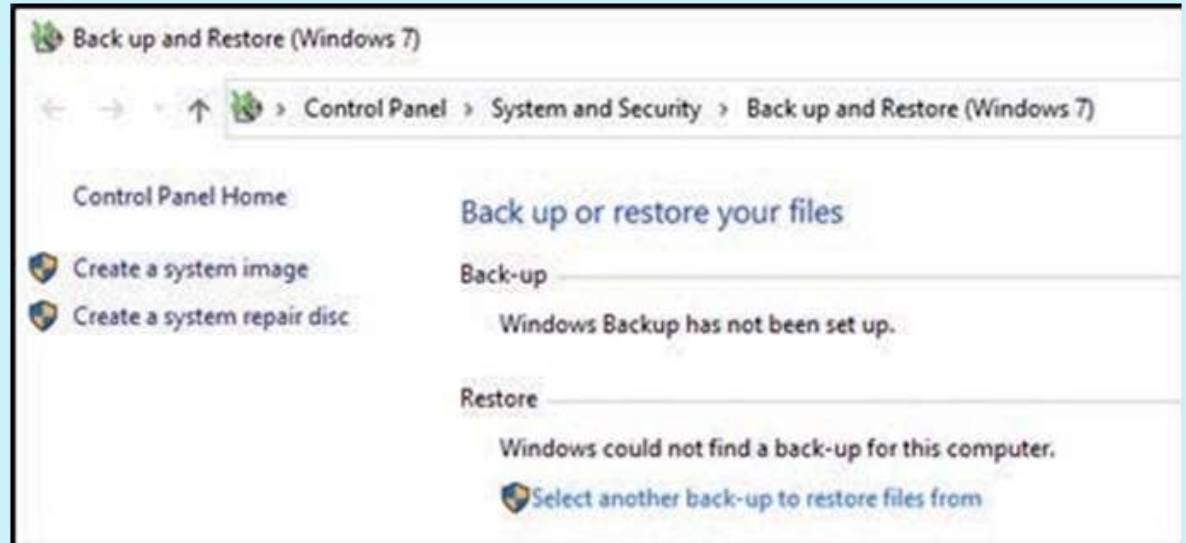 Back up and Restore (Windows 7)
Control Panel > System and Security > Back up and Restore (Windows 7)
Control Panel Home
Create a system image
Create a system repair disc
Back up or restore your files
Back-up
Windows Backup has not been set up.
Restore
Windows could not find a back-up for this computer.
Select another back-up to restore files from